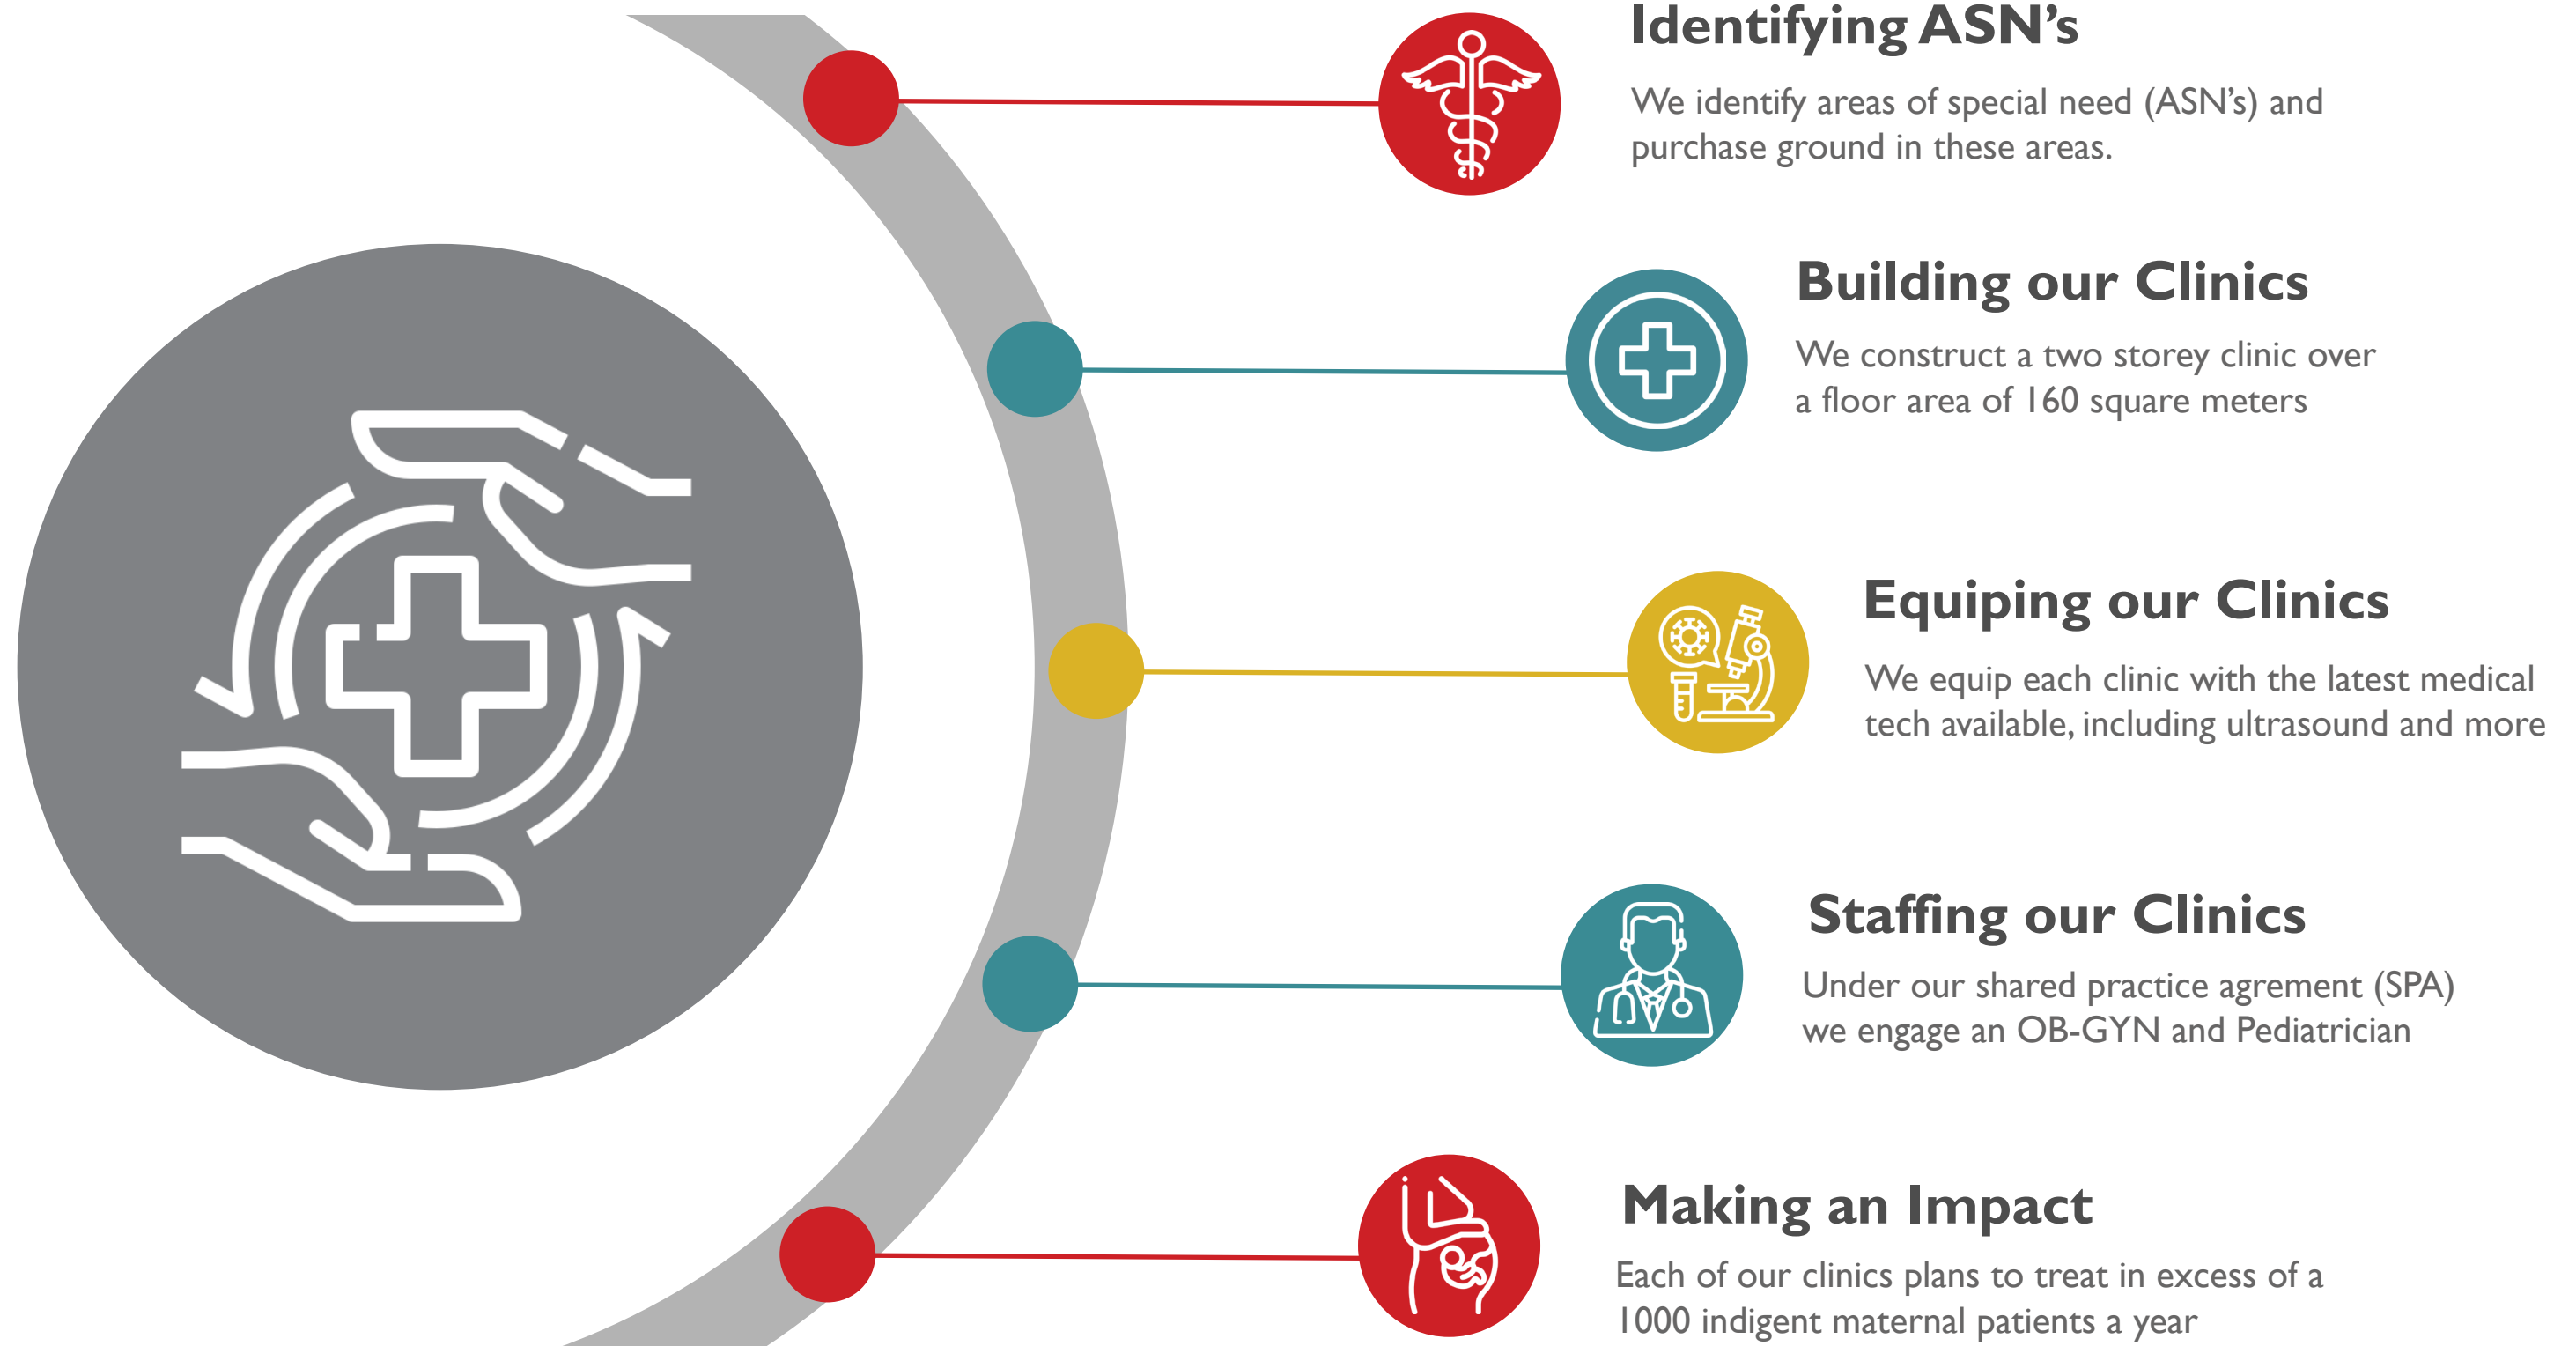 Identifying ASN's
We identify areas of special need (ASN's) and
purchase ground in these areas.
Building our Clinics
We construct a two storey clinic over
a floor area of 160 square meters
Equiping our Clinics
We equip each clinic with the latest medical
tech available, including ultrasound and more
Staffing our Clinics
Under our shared practice agrement (SPA)
we engage an OB-GYN and Pediatrician
Making an Impact
Each of our clinics plans to treat in excess of a
1000 indigent maternal patients a year